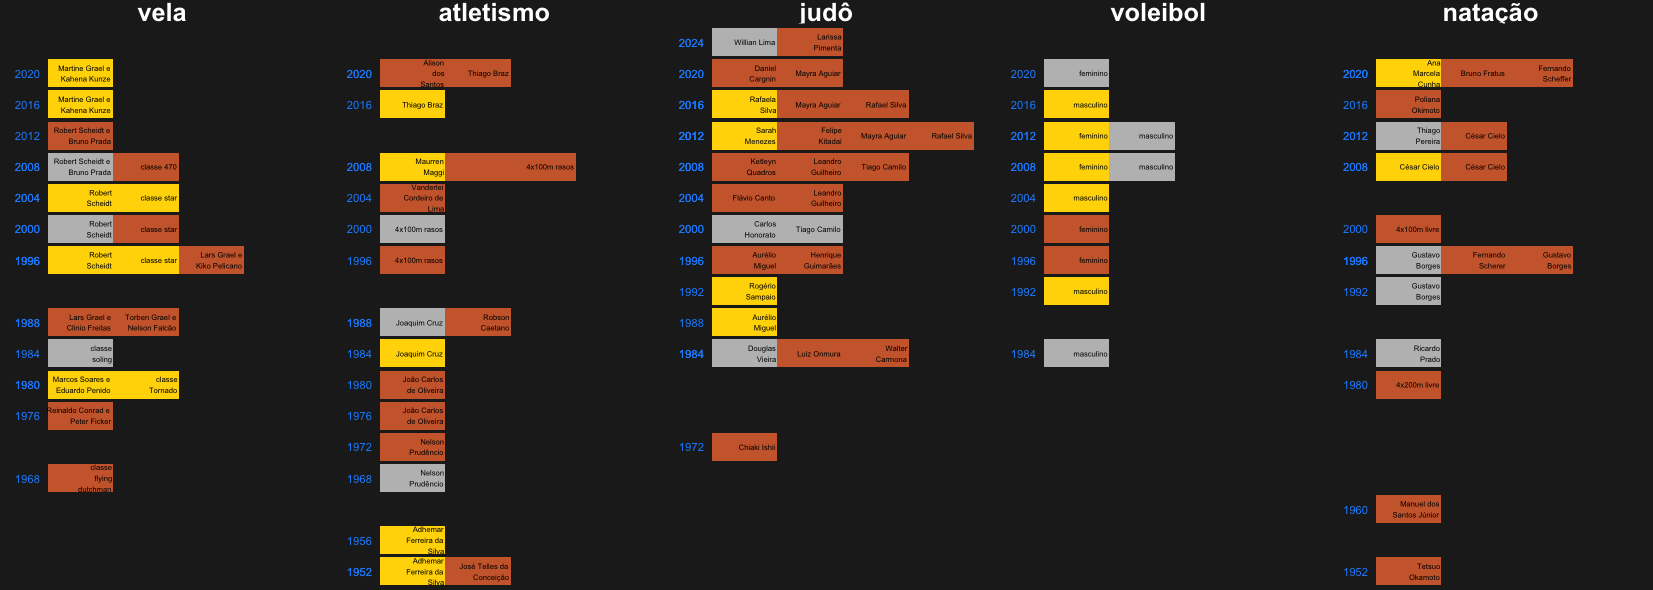 vela
2020
Martine Grael e
Kahena Kunze
2016
Martine Grael e
Kahena Kunze
2012
Robert Scheidt e
Bruno Prada
2008
Robert Scheidt e
Bruno Prada
classe 470
2004
Robert
Scheidt
classe star
2000
Robert
Scheidt
classe star
1996
Robert
Scheidt
classe star
Lars Grael e
Kiko Pelicano
1988
Lars Grael e
Clinio Freitas
Torben Grael e
Nelson Falcão
1984
classe
soling
1980
Marcos Soares e
Eduardo Penido
classe
Tornado
1976
Reinaldo Conrad e
Peter Ficker
1968
classe
flying
dutchman
atletismo
2020
Alison
dos
Santos
Thiago Braz
2016
Thiago Braz
2008
Maurren
Maggi
4x100m rasos
2004
Vanderlei
Cordeiro de
Lima
2000
4x100m rasos
1996
4x100m rasos
1988
Joaquim Cruz
Robson
Caetano
1984
Joaquim Cruz
1980
João Carlos
de Oliveira
1976
João Carlos
de Oliveira
1972
Nelson
Prudêncio
1968
Nelson
Prudêncio
1956
Adhemar
Ferreira da
Silva
1952
Adhemar
Ferreira da
Silva
José Telles da
Conceição
judô
2024
Willian Lima
Larissa
Pimenta
2020
Daniel
Cargnin
Mayra Aguiar
2016
Rafaela
Silva
Mayra Aguiar
Rafael Silva
2012
Sarah
Menezes
Felipe
Kitadai
Mayra Aguiar
Rafael Silva
2008
Ketleyn
Quadros
Leandro
Guilheiro
Tiago Camilo
2004
Flávio Canto
Leandro
Guilheiro
2000
Carlos
Honorato
Tiago Camilo
1996
Aurélio
Miguel
Henrique
Guimarães
1992
Rogério
Sampaio
1988
Aurélio
Miguel
1984
Douglas
Vieira
Luiz Onmura
Walter
Carmona
1972
Chiaki Ishii
voleibol
2020
feminino
2016
masculino
2012
feminino
masculino
2008
feminino
masculino
2004
masculino
2000
feminino
1996
feminino
1992
masculino
1984
masculino
natação
2020
Ana
Marcela
Cunha
Bruno Fratus
Fernando
Scheffer
2016
Poliana
Okimoto
2012
Thiago
Pereira
César Cielo
2008
César Cielo
César Cielo
2000
4x100m livre
1996
Gustavo
Borges
Fernando
Scherer
Gustavo
Borges
1992
Gustavo
Borges
1984
Ricardo
Prado
1980
4x200m livre
1960
Manuel dos
Santos Júnior
1952
Tetsuo
Okamoto